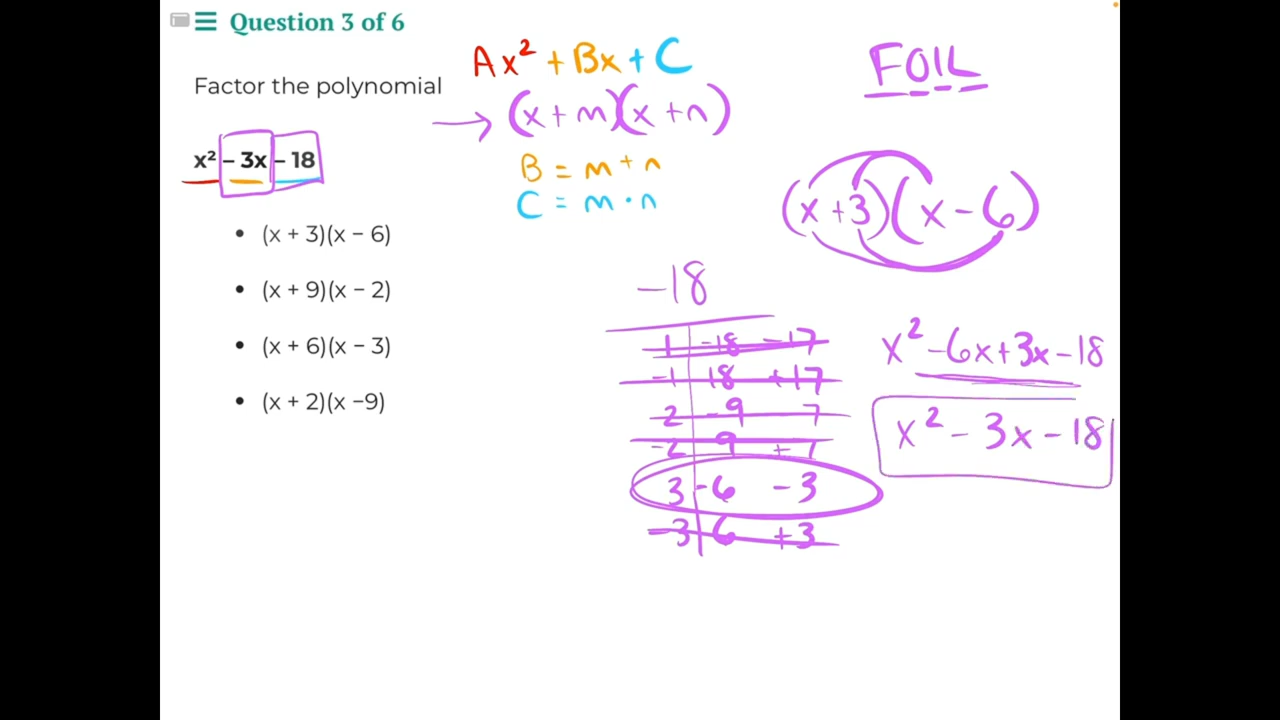 Question 3 of 6
Factor the polynomial
x² – 3x – 18
• (x + 3)(x – 6)
• (x + 9)(x – 2)
• (x + 6)(x – 3)
• (x + 2)(x –9)
Ax² + Bx + C
→ (x + m)(x + n)
B = m + n
C = m · n
–18
1 -18 -17
-1 18 +17
2 -9 7
-2 9 +7
3 -6 -3
-3 6 +3
FOIL
(x + 3)(x – 6)
x² – 6x + 3x – 18
x² – 3x – 18